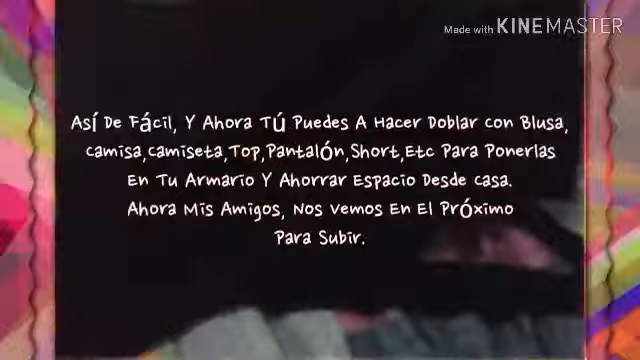 Made with KINEMASTER
Así De Fácil, Y Ahora Tú Puedes A Hacer Doblar con Blusa,
camisa,camiseta,Top,Pantalón,Short,Etc Para Ponerlas
En Tu Armario Y Ahorrar Espacio Desde casa.
Ahora Mis Amigos, Nos vemos En El Próximo
Para Subir.